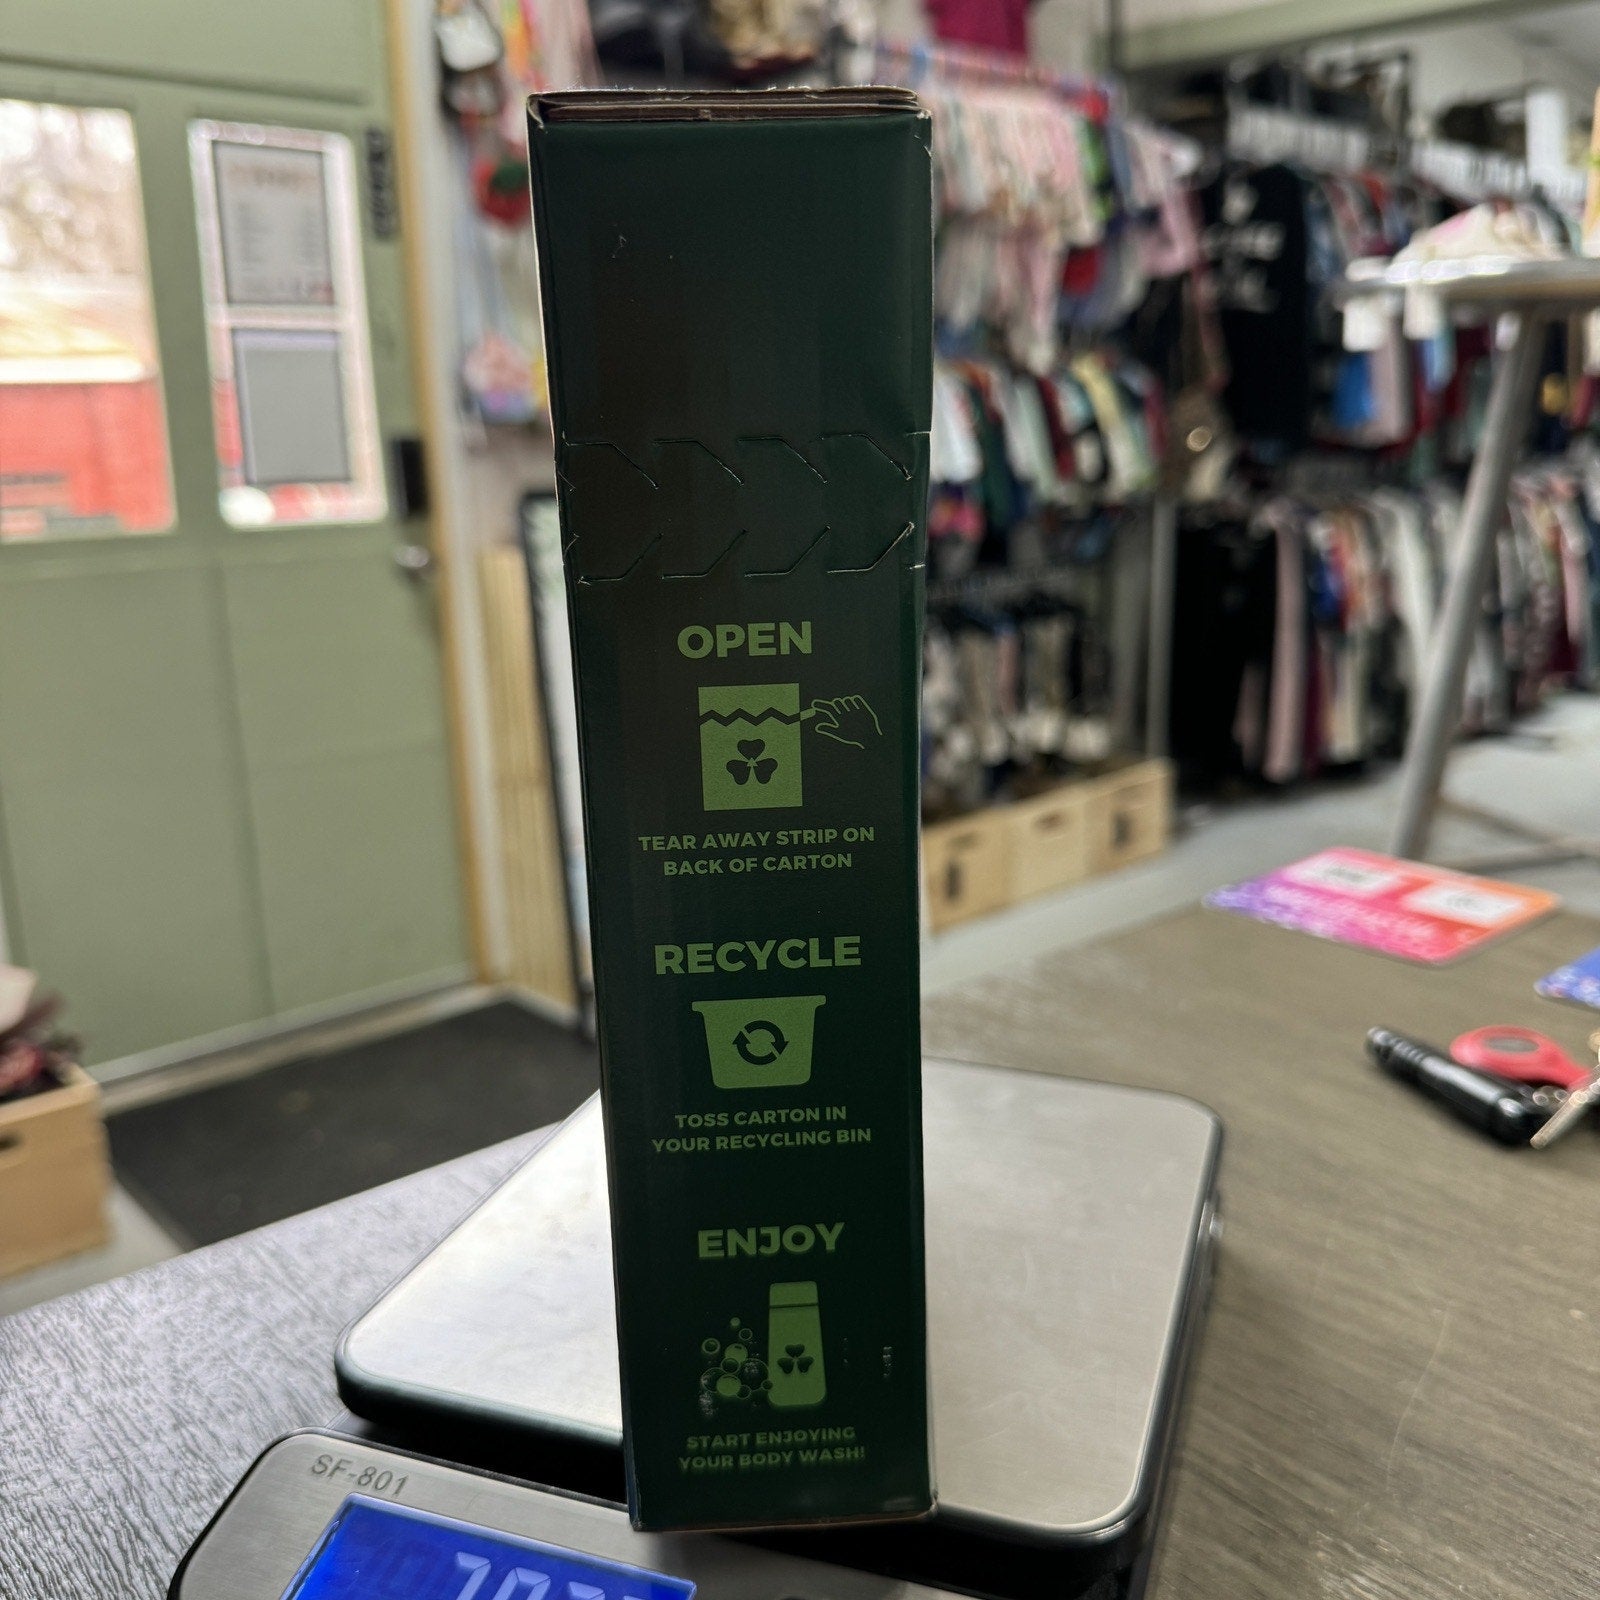 OPEN
TEAR AWAY STRIP ON
BACK OF CARTON
RECYCLE
TOSS CARTON IN
YOUR RECYCLING BIN
ENJOY
START ENJOYING
YOUR BODY WASH!
SF-801